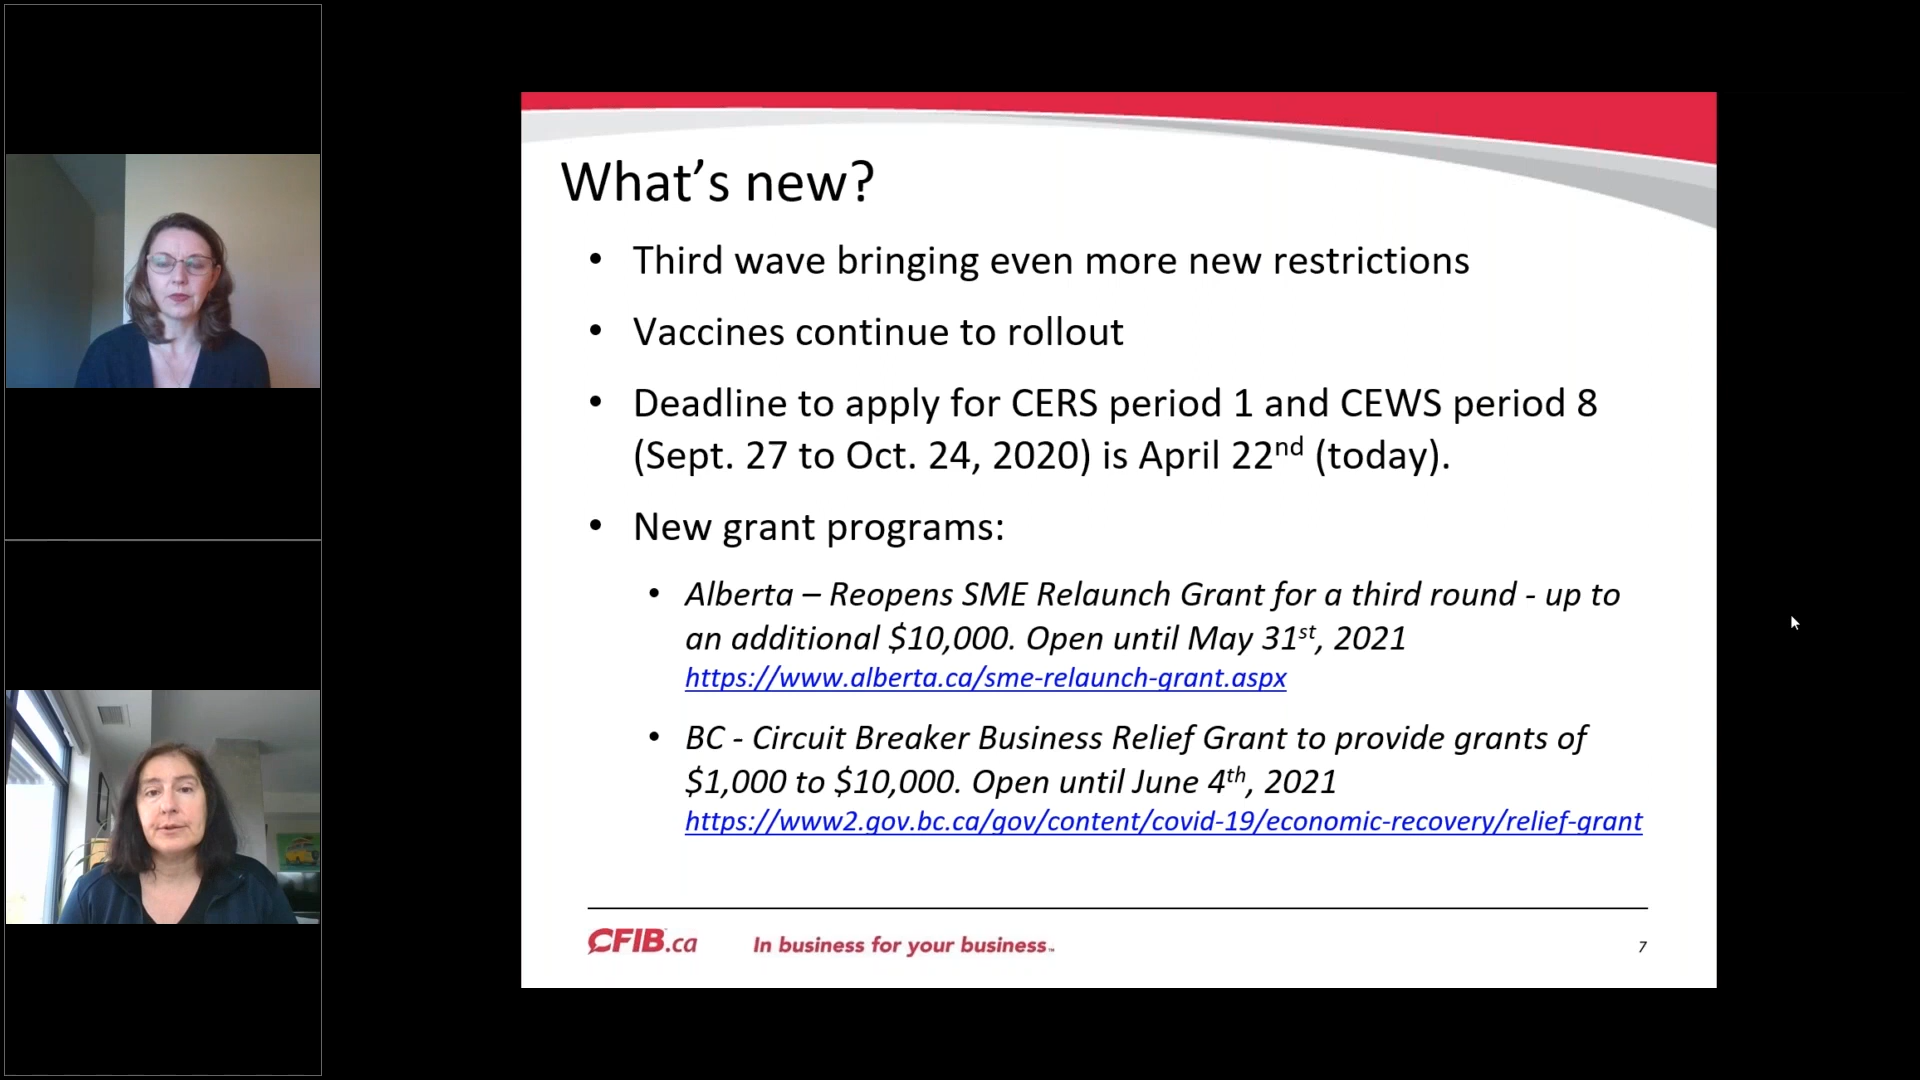 What's new?
• Third wave bringing even more new restrictions
• Vaccines continue to rollout
• Deadline to apply for CERS period 1 and CEWS period 8
(Sept. 27 to Oct. 24, 2020) is April 22nd (today).
• New grant programs:
• Alberta – Reopens SME Relaunch Grant for a third round - up to
an additional $10,000. Open until May 31st, 2021
https://www.alberta.ca/sme-relaunch-grant.aspx
• BC - Circuit Breaker Business Relief Grant to provide grants of
$1,000 to $10,000. Open until June 4th, 2021
https://www2.gov.bc.ca/gov/content/covid-19/economic-recovery/relief-grant
CFIB.ca In business for your business™ 7